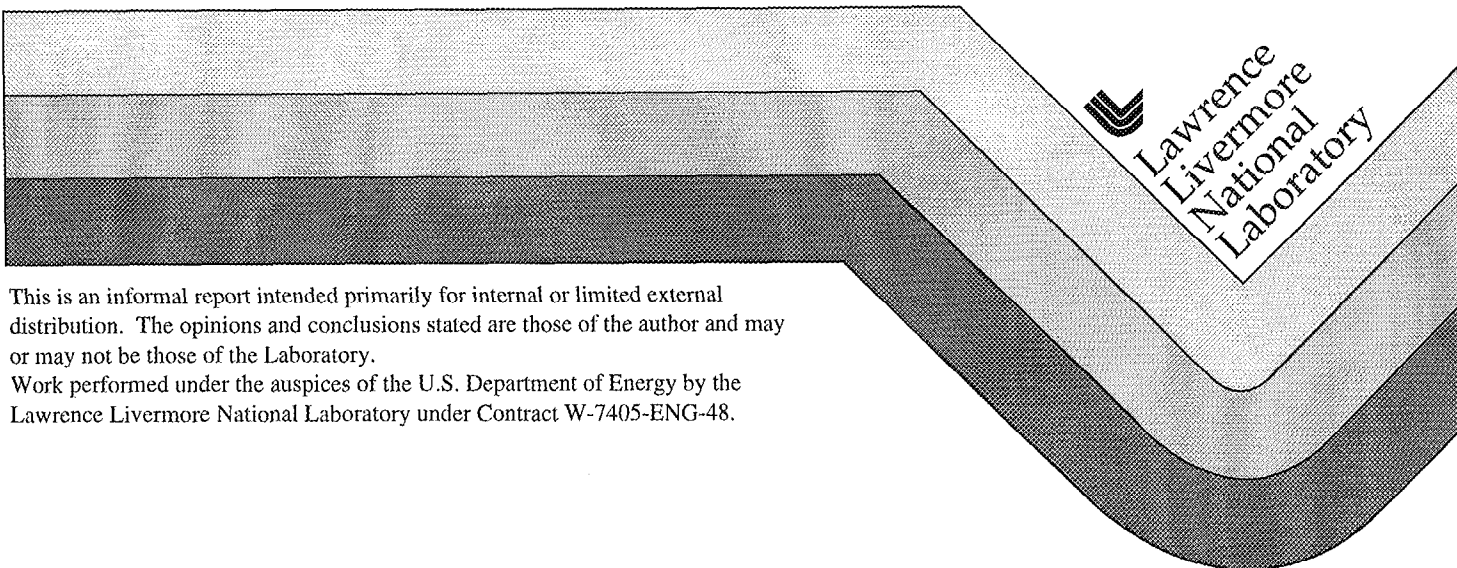 Lawrence
Livermore
National
Laboratory
This is an informal report intended primarily for internal or limited external
distribution. The opinions and conclusions stated are those of the author and may
or may not be those of the Laboratory.
Work performed under the auspices of the U.S. Department of Energy by the
Lawrence Livermore National Laboratory under Contract W-7405-ENG-48.